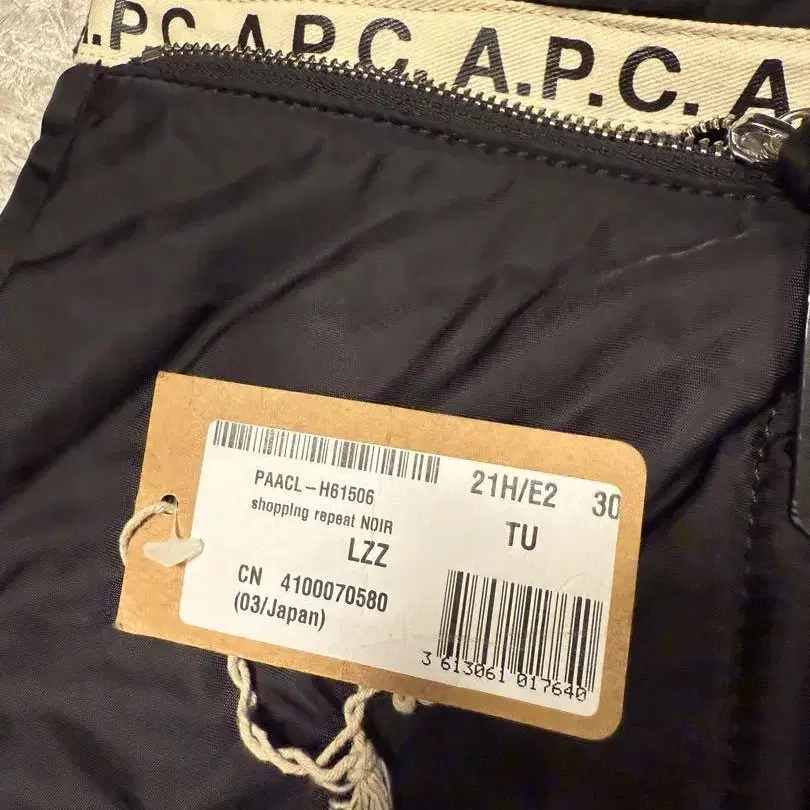 .P.C. A.P.C. A.P.C. A
PAACL-H61506
shopping repeat NOIR
LZZ
CN 4100070580
(03/Japan)
21H/E2 30
TU
3 613061 017640